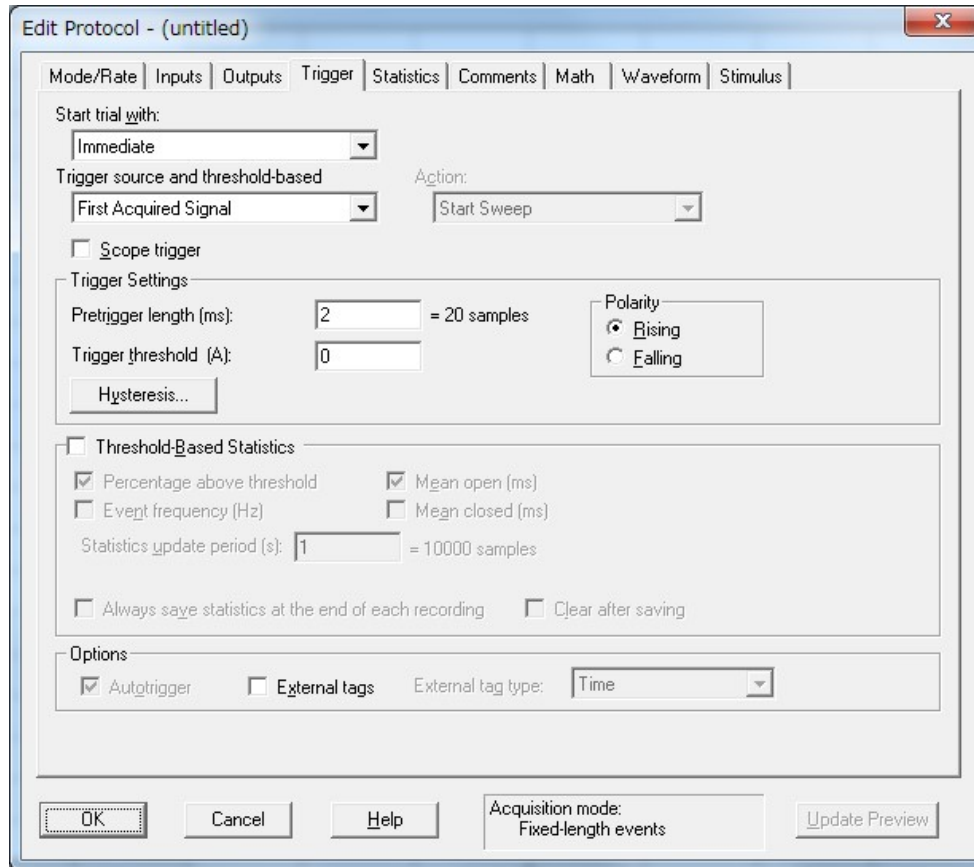 Edit Protocol - (untitled)
Mode/Rate Inputs Outputs Trigger Statistics Comments Math Waveform Stimulus
Start trial with:
Immediate
Trigger source and threshold-based
Action:
First Acquired Signal
Start Sweep
Scope trigger
Trigger Settings
Pretrigger length (ms): 2 = 20 samples
Trigger threshold (A): 0
Hysteresis...
Polarity
Rising
Falling
Threshold-Based Statistics
Percentage above threshold
Mean open (ms)
Event frequency (Hz)
Mean closed (ms)
Statistics update period (s): 1 = 10000 samples
Always save statistics at the end of each recording
Clear after saving
Options
Autotrigger
External tags
External tag type: Time
OK
Cancel
Help
Acquisition mode:
Fixed-length events
Update Preview